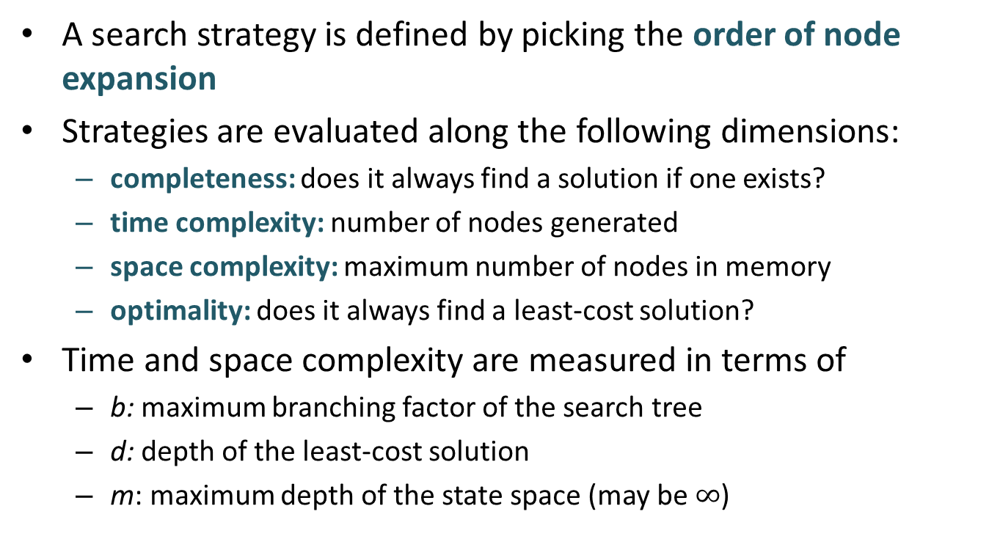 • A search strategy is defined by picking the order of node
expansion
• Strategies are evaluated along the following dimensions:
– completeness: does it always find a solution if one exists?
– time complexity: number of nodes generated
– space complexity: maximum number of nodes in memory
– optimality: does it always find a least-cost solution?
• Time and space complexity are measured in terms of
– b: maximum branching factor of the search tree
– d: depth of the least-cost solution
– m: maximum depth of the state space (may be ∞)